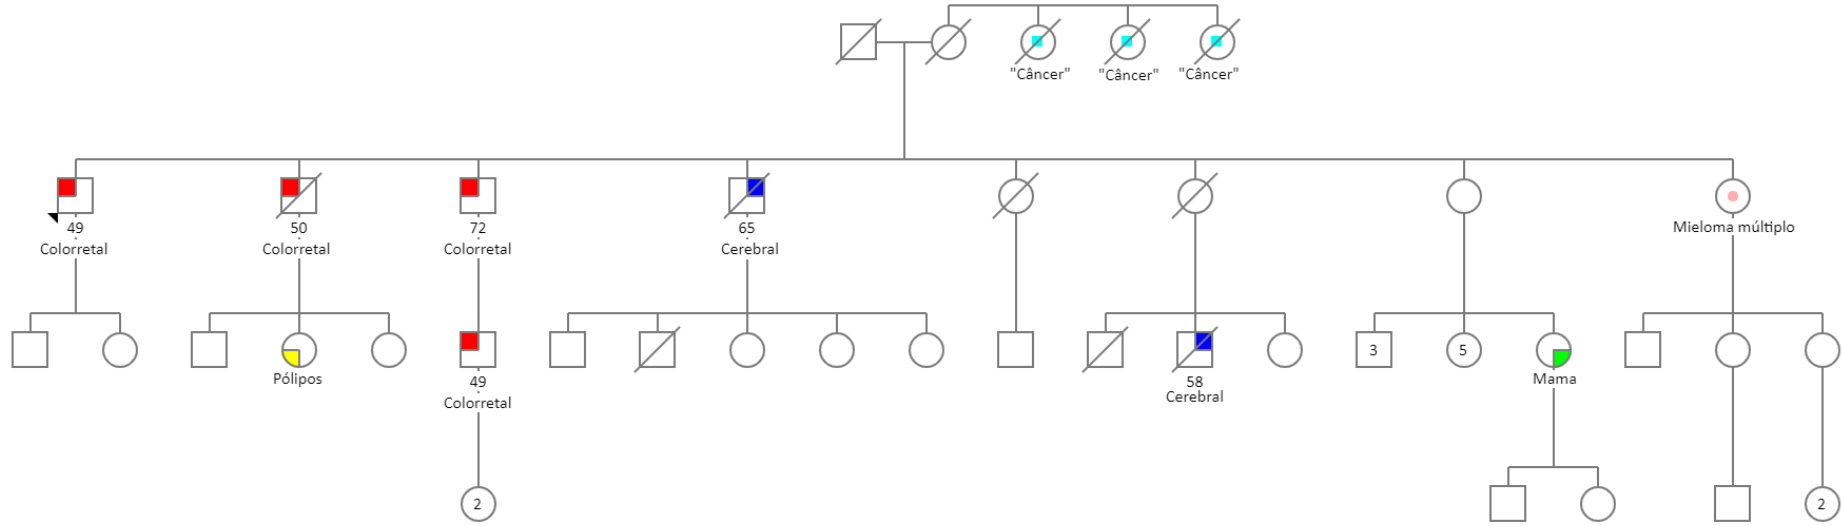 "Câncer" "Câncer" "Câncer"
49 50 72 65
Colorretal Colorretal Colorretal Cerebral
Mieloma múltiplo
3 5
Pólipos Mama
49 58
Colorretal Cerebral
2 2